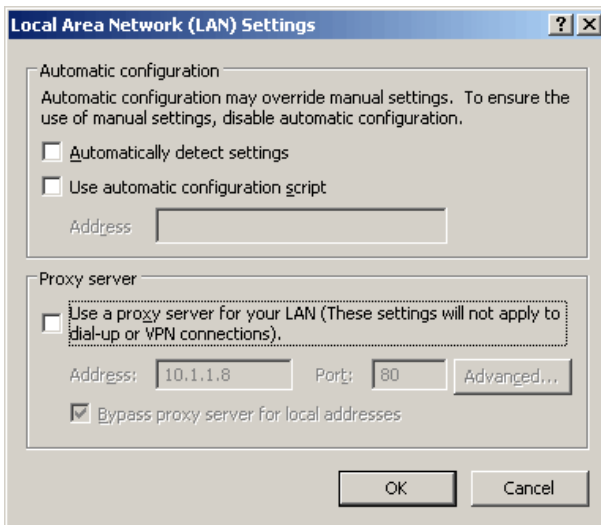 Local Area Network (LAN) Settings
Automatic configuration
Automatic configuration may override manual settings. To ensure the
use of manual settings, disable automatic configuration.
Automatically detect settings
Use automatic configuration script
Address
Proxy server
Use a proxy server for your LAN (These settings will not apply to
dial-up or VPN connections).
Address: 10.1.1.8 Port: 80 Advanced...
Bypass proxy server for local addresses
OK Cancel